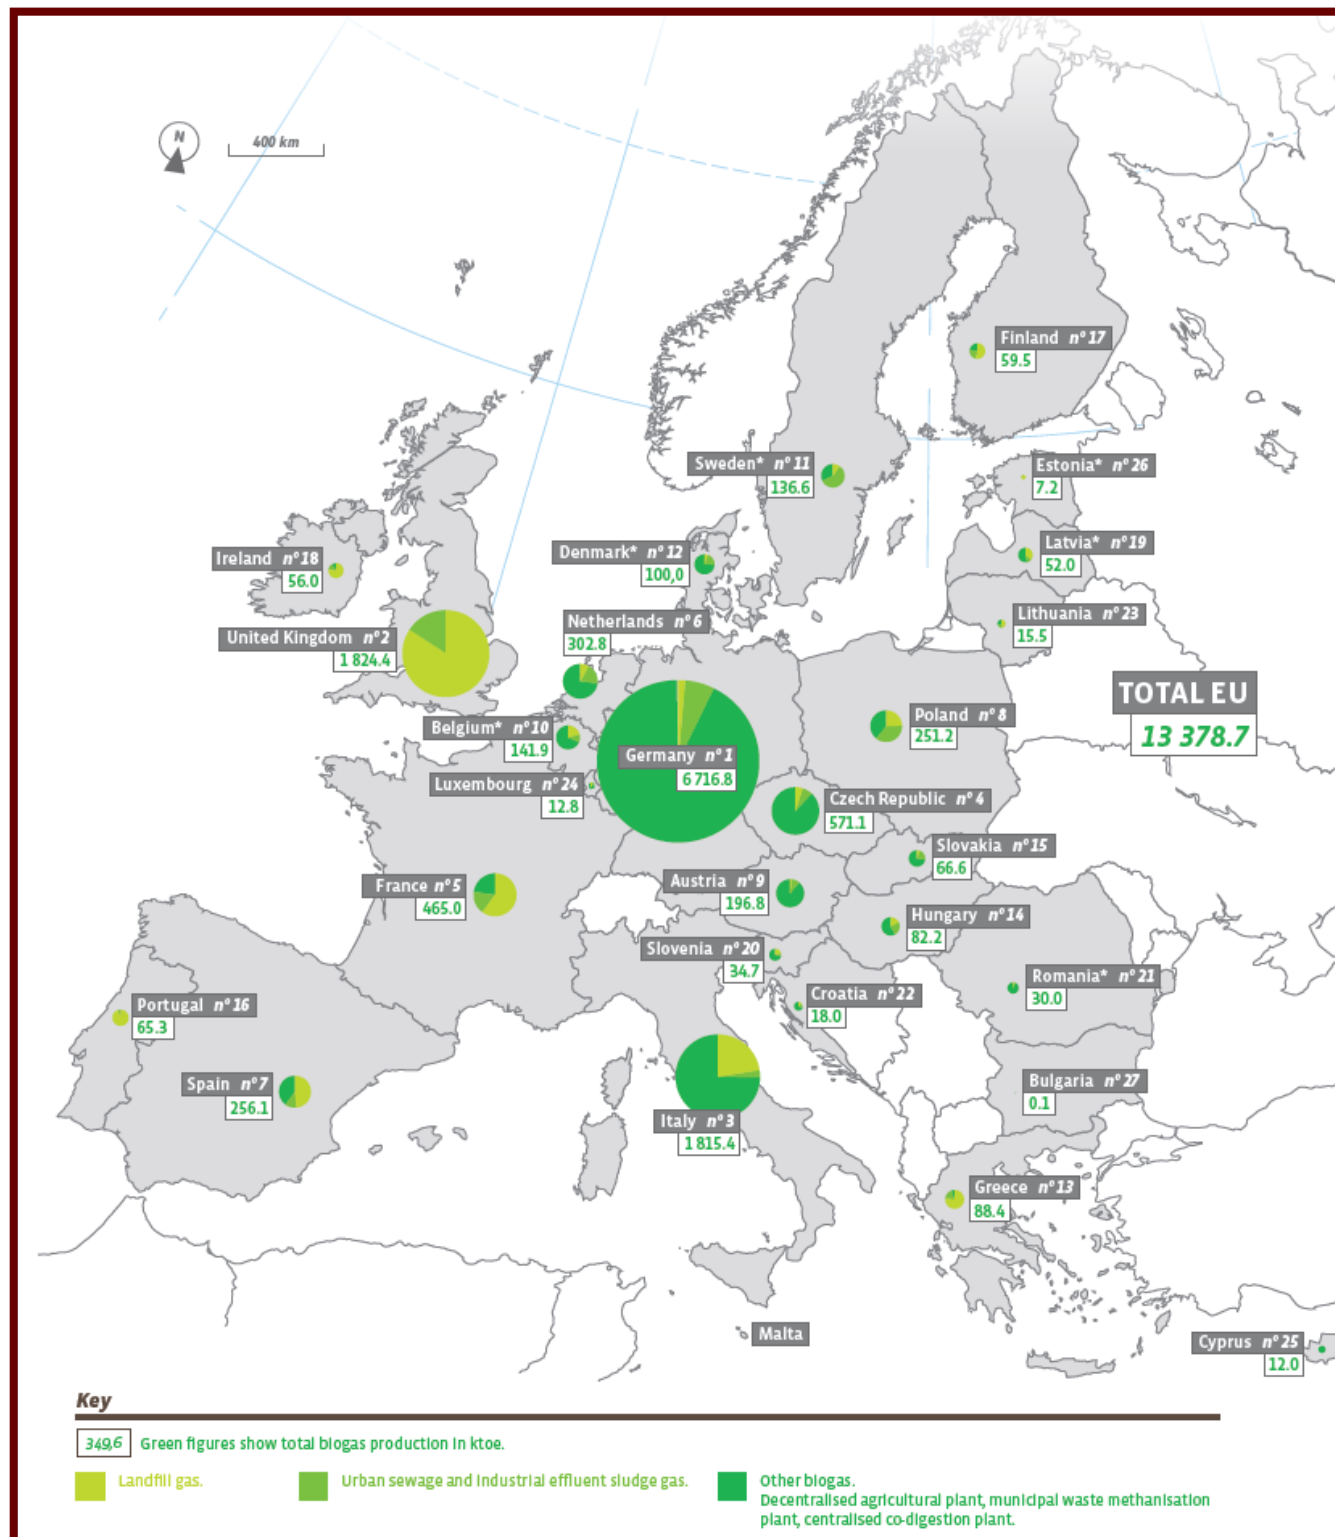 N
400 km
Finland n° 17
59.5
Sweden* n° 11
136.6
Estonia* n° 26
7.2
Latvia* n° 19
52.0
Ireland n° 18
56.0
Denmark* n° 12
100,0
Lithuania n° 23
15.5
Netherlands n° 6
302.8
United Kingdom n° 2
1 824.4
TOTAL EU
13 378.7
Poland n° 8
251.2
Belgium* n° 10
141.9
Germany n° 1
6 716.8
Luxembourg n° 24
12.8
Czech Republic n° 4
571.1
Slovakia n° 15
66.6
France n° 5
465.0
Austria n° 9
196.8
Hungary n° 14
82.2
Slovenia n° 20
34.7
Romania* n° 21
30.0
Croatia n° 22
18.0
Portugal n° 16
65.3
Spain n° 7
256.1
Bulgaria n° 27
0.1
Italy n° 3
1 815.4
Greece n° 13
88.4
Malta
Cyprus n° 25
12.0
Key
349,6 Green figures show total biogas production in ktoe.
Landfill gas. Urban sewage and industrial effluent sludge gas. Other biogas.
Decentralised agricultural plant, municipal waste methanisation
plant, centralised co-digestion plant.